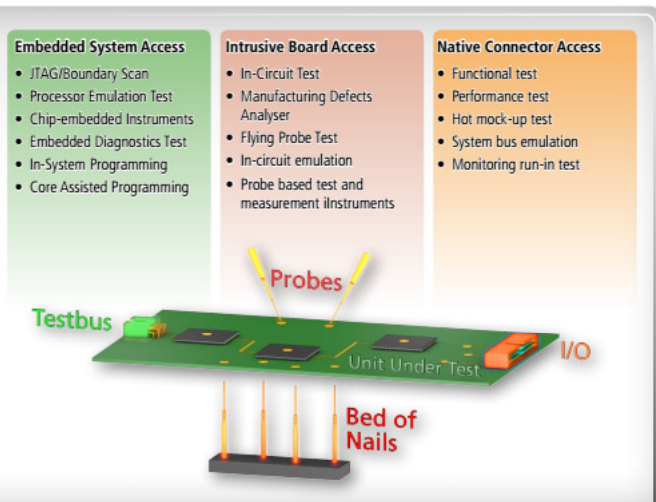 Embedded System Access
• JTAG/Boundary Scan
• Processor Emulation Test
• Chip-embedded Instruments
• Embedded Diagnostics Test
• In-System Programming
• Core Assisted Programming
Intrusive Board Access
• In-Circuit Test
• Manufacturing Defects
Analyser
• Flying Probe Test
• In-circuit emulation
• Probe based test and
measurement iInstruments
Native Connector Access
• Functional test
• Performance test
• Hot mock-up test
• System bus emulation
• Monitoring run-in test
Probes
Testbus
I/O
Unit Under Test
Bed of
Nails